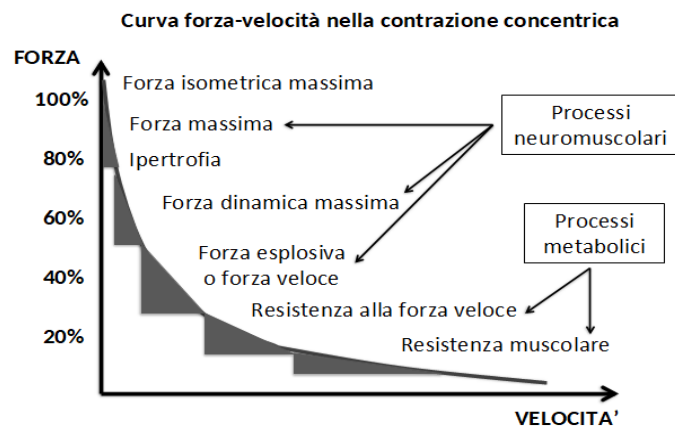 Curva forza-velocità nella contrazione concentrica
FORZA
Forza isometrica massima
100%
Forza massima
Processi
neuromuscolari
80%
Ipertrofia
Forza dinamica massima
60%
Processi
metabolici
Forza esplosiva
o forza veloce
40%
Resistenza alla forza veloce
20%
Resistenza muscolare
VELOCITA'